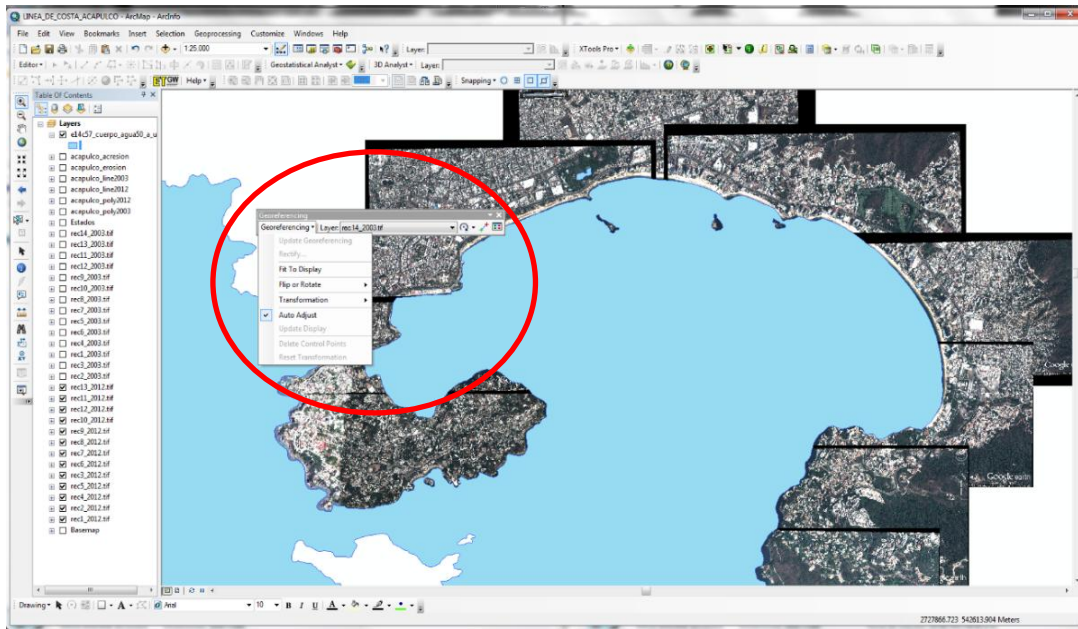 LINEA_DE_COSTA_ACAPULCO - ArcMap - ArcInfo
File Edit View Bookmarks Insert Selection Geoprocessing Customize Windows Help
1:25.000 Layer: XTools Pro
Editor Geostatistical Analyst 3D Analyst Layer:
ET GW Help Snapping
Table Of Contents
Layers
e14c57_cuerpo_agua50_a_u
acapulco_acresion
acapulco_erosion
acapulco_line2003
acapulco_line2012
acapulco_poly2012
acapulco_poly2003
Estados
rec14_2003.tif
rec13_2003.tif
rec11_2003.tif
rec12_2003.tif
rec9_2003.tif
rec10_2003.tif
rec8_2003.tif
rec7_2003.tif
rec5_2003.tif
rec6_2003.tif
rec4_2003.tif
rec1_2003.tif
rec3_2003.tif
rec2_2003.tif
rec13_2012.tif
rec11_2012.tif
rec12_2012.tif
rec10_2012.tif
rec9_2012.tif
rec8_2012.tif
rec7_2012.tif
rec6_2012.tif
rec3_2012.tif
rec5_2012.tif
rec4_2012.tif
rec2_2012.tif
rec1_2012.tif
Basemap
Georeferencing
Georeferencing Layer: rec14_2003.tif
Update Georeferencing
Rectify...
Fit To Display
Flip or Rotate
Transformation
Auto Adjust
Update Display
Delete Control Points
Reset Transformation
Google earth
Drawing A Arial 10 B I U A
2727866.723 542613.904 Meters